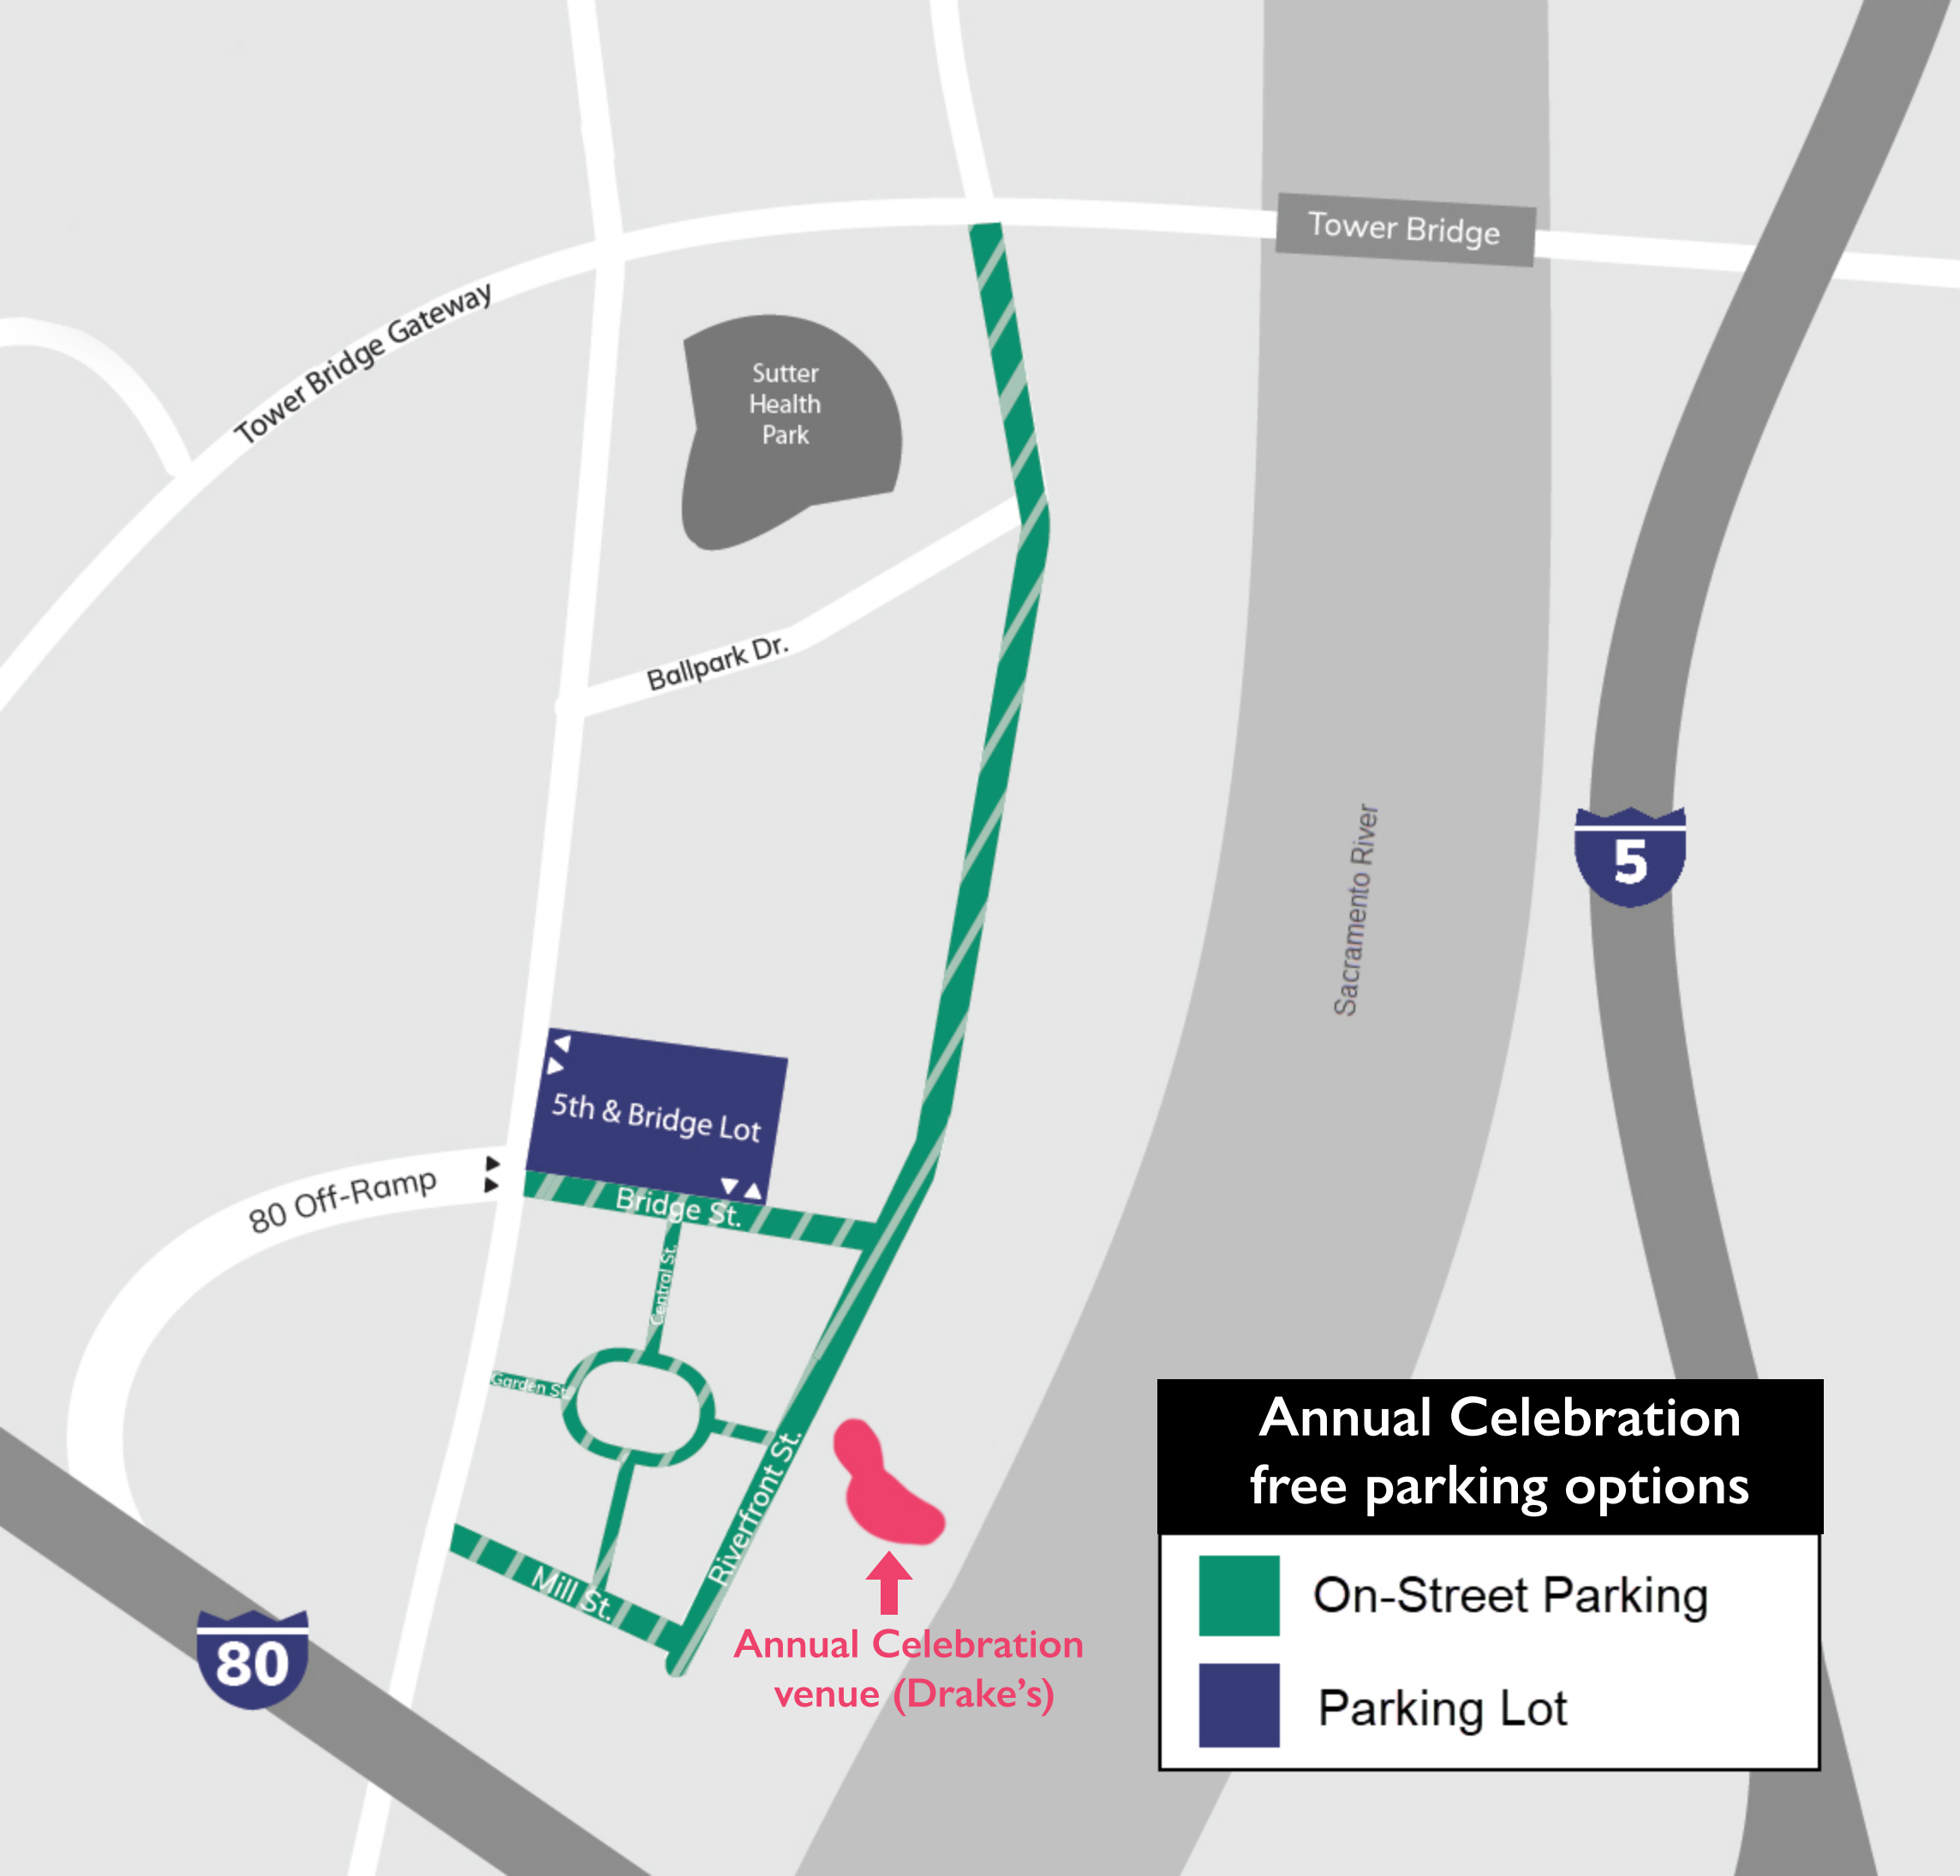 Tower Bridge
Tower Bridge Gateway
Sutter
Health
Park
Ballpark Dr.
Sacramento River
5
5th & Bridge Lot
80 Off-Ramp
Bridge St.
Central St.
Garden St.
Riverfront St.
Mill St.
80
Annual Celebration
venue (Drake’s)
Annual Celebration
free parking options
On-Street Parking
Parking Lot